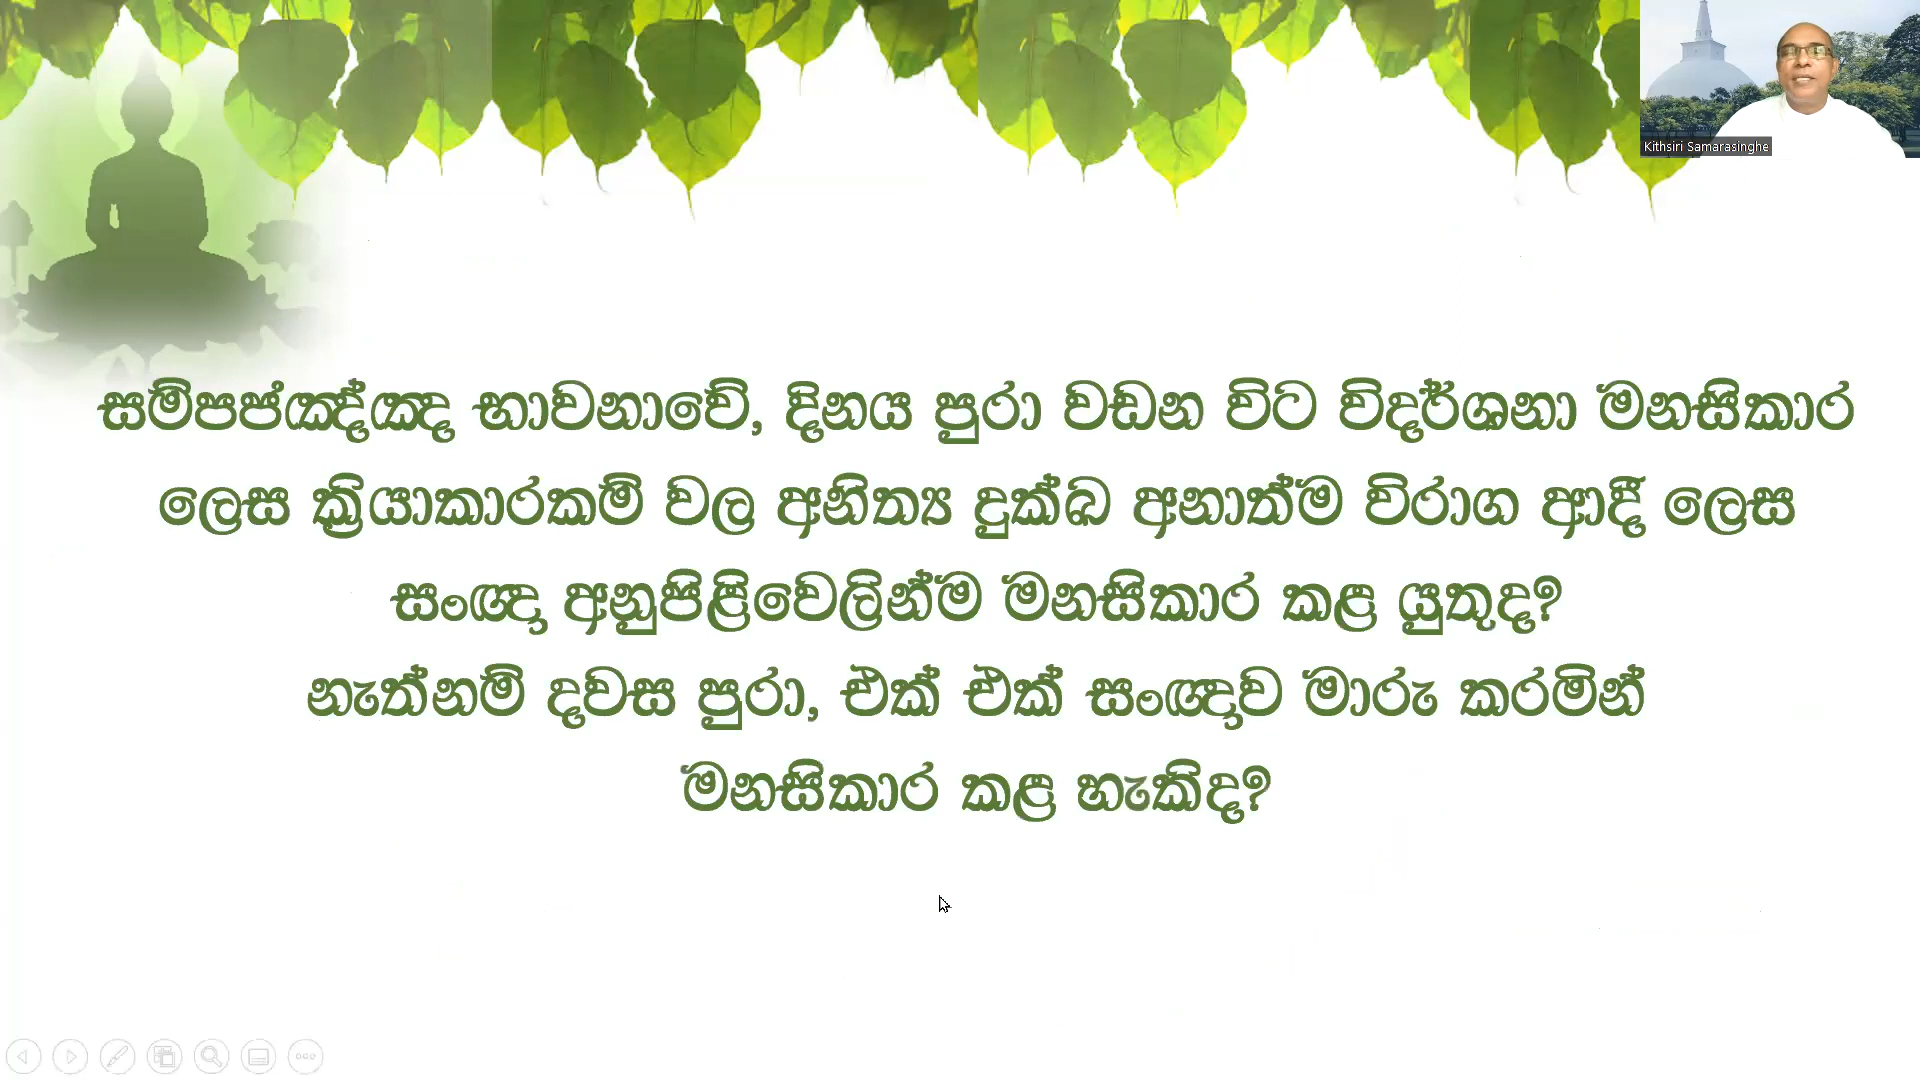 Kithsiri Samarasinghe
සම්පජ්ඤ්ඤ භාවනාවේ, දිනය පුරා වඩන විට විදර්ශනා මනසිකාර
ලෙස ක්‍රියාකාරකම් වල අනිත්‍ය දුක්ඛ අනාත්ම විරාග ආදී ලෙස
සංඥා අනුපිළිවෙලින්ම මනසිකාර කළ යුතුද?
නැත්නම් දවස පුරා, එක් එක් සංඥාව මාරු කරමින්
මනසිකාර කළ හැකිද?